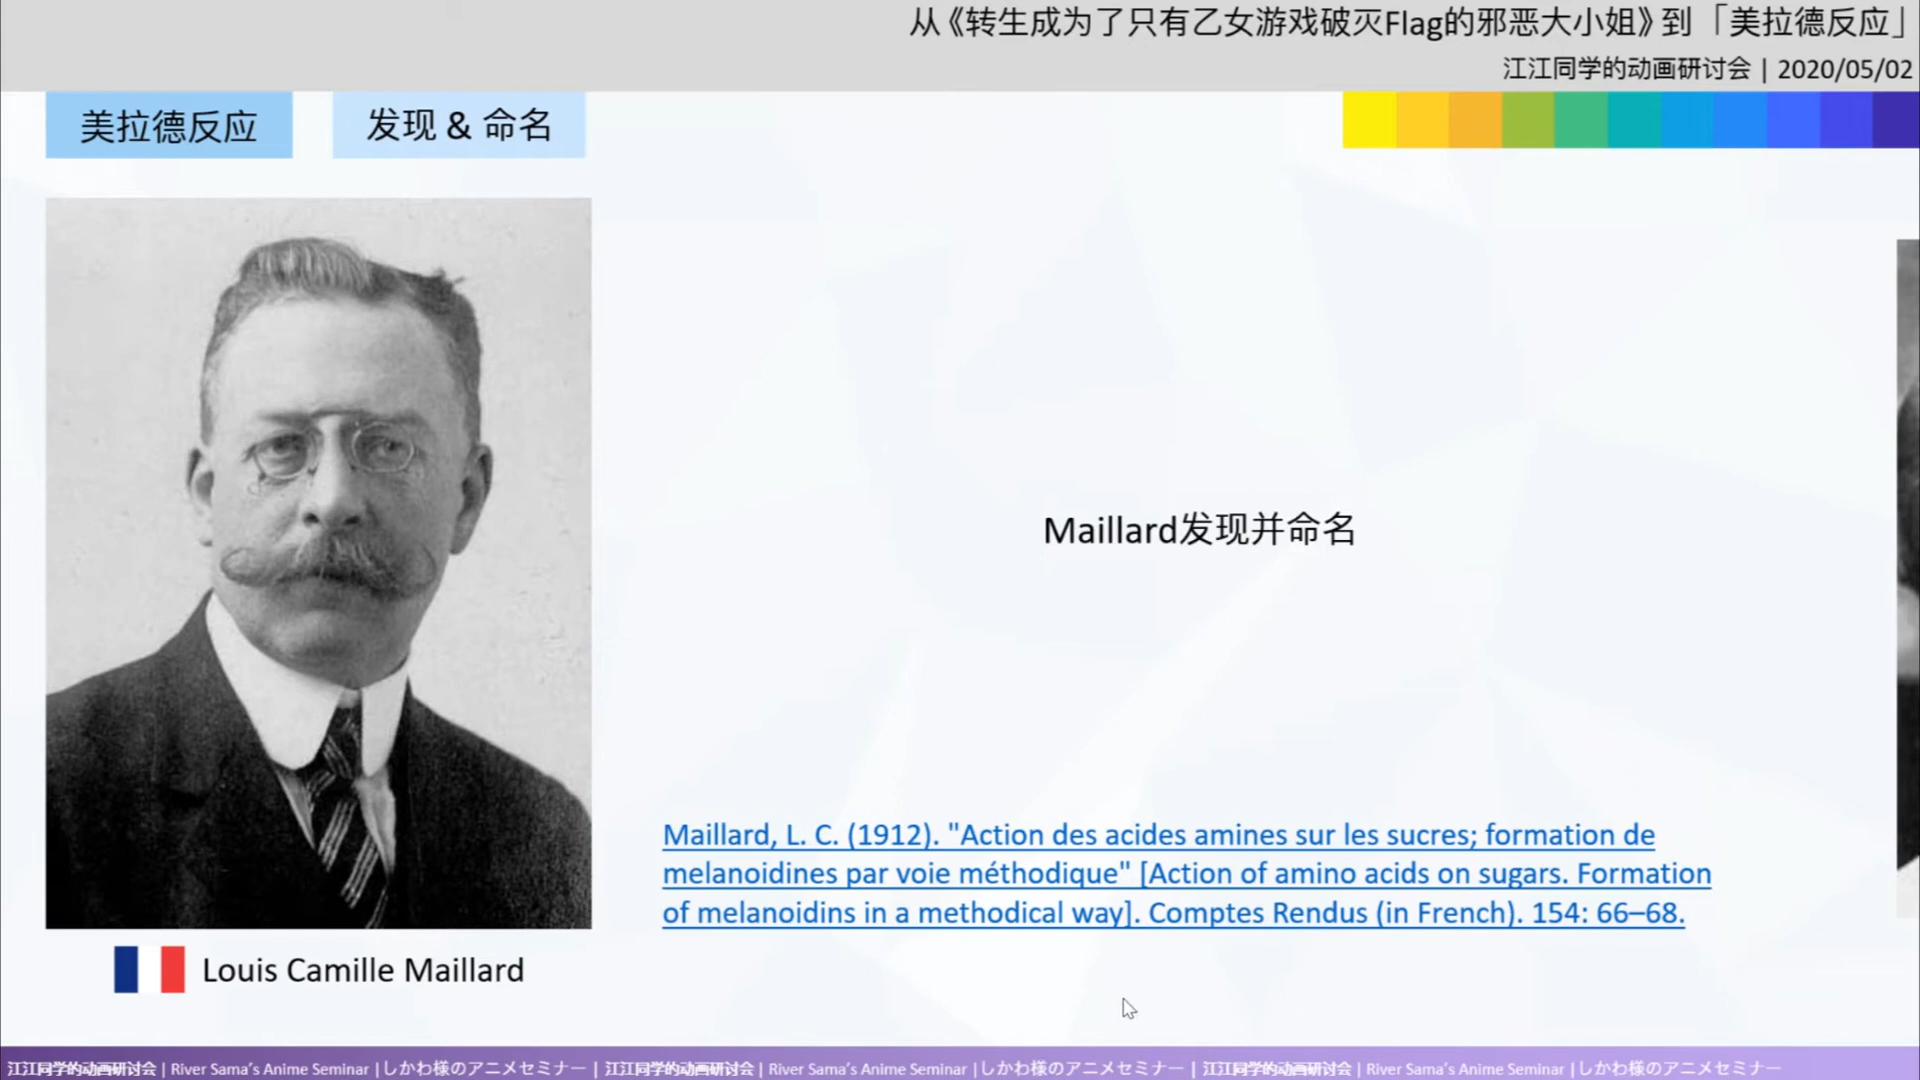 从《转生成为了只有乙女游戏破灭Flag的邪恶大小姐》到「美拉德反应」
江江同学的动画研讨会 | 2020/05/02
美拉德反应
发现 & 命名
Maillard发现并命名
Maillard, L. C. (1912). "Action des acides amines sur les sucres; formation de
melanoidines par voie méthodique" [Action of amino acids on sugars. Formation
of melanoidins in a methodical way]. Comptes Rendus (in French). 154: 66–68.
Louis Camille Maillard
江江同学的动画研讨会 | River Sama's Anime Seminar | しかわ様のアニメセミナー | 江江同学的动画研讨会 | River Sama's Anime Seminar | しかわ様のアニメセミナー | 江江同学的动画研讨会 | River Sama's Anime Seminar | しかわ様のアニメセミナー